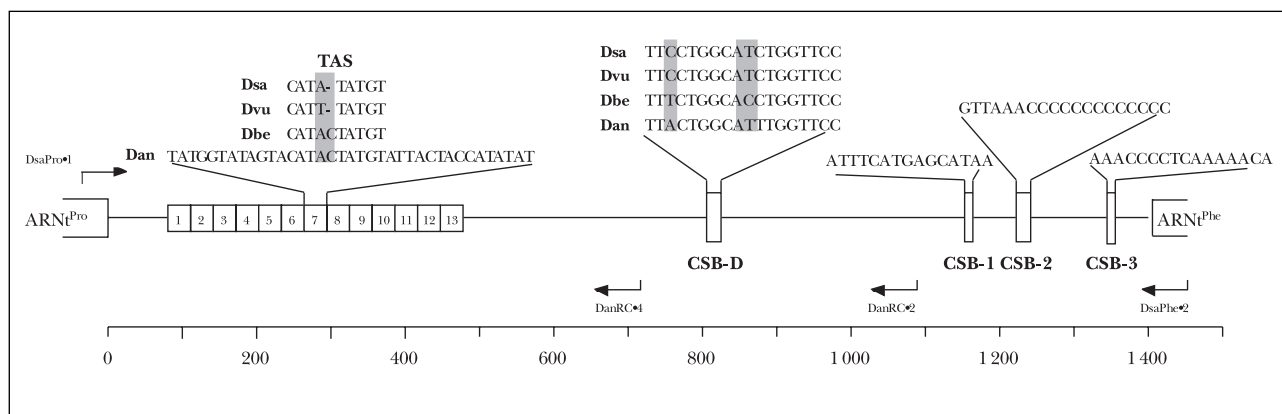 TAS
Dsa CATA- TATGT
Dvu CATT- TATGT
Dbe CATACTATGT
Dan TATGGTATAGTACATACTATGTATTACTACCATATAT
Dsa TTCCTGGCATCTGGTTCC
Dvu TTCCTGGCATCTGGTTCC
Dbe TTTCTGGCACCTGGTTCC
Dan TTACTGGCATTTGGTTCC
GTTAAACCCCCCCCCCCCC
ATTTCATGAGCATAA
AAACCCCTCAAAAACA
DsaPro•1
ARNtPro
1 2 3 4 5 6 7 8 9 10 11 12 13
ARNtPhe
CSB-D
CSB-1
CSB-2
CSB-3
DanRC•4
DanRC•2
DsaPhe•2
0 200 400 600 800 1 000 1 200 1 400